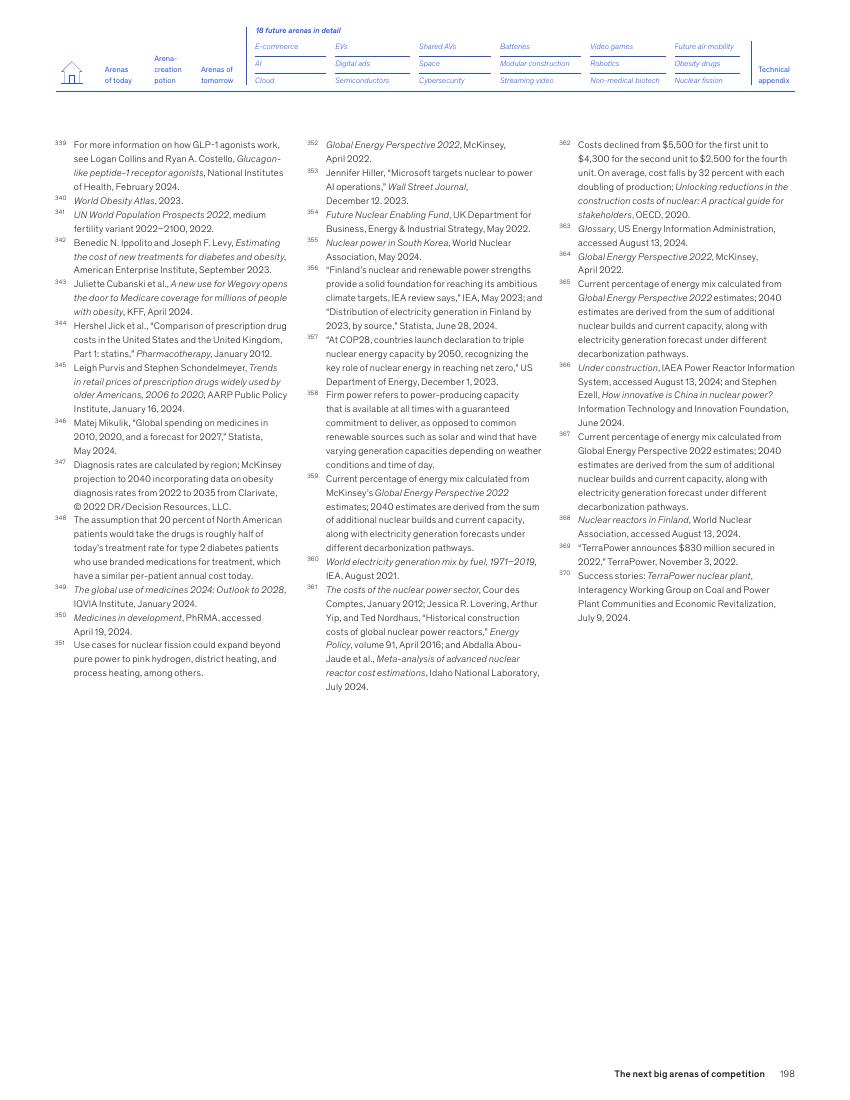 18 future arenas in detail
Arenas
of today
Arena-
creation
potion
Arenas of
tomorrow
E-commerce
EVs
Shared AVs
Batteries
Video games
Future air mobility
AI
Digital ads
Space
Modular construction
Robotics
Obesity drugs
Cloud
Semiconductors
Cybersecurity
Streaming video
Non-medical biotech
Nuclear fission
Technical
appendix
339 For more information on how GLP-1 agonists work,
see Logan Collins and Ryan A. Costello, Glucagon-
like peptide-1 receptor agonists, National Institutes
of Health, February 2024.
340 World Obesity Atlas, 2023.
341 UN World Population Prospects 2022, medium
fertility variant 2022–2100, 2022.
342 Benedic N. Ippolito and Joseph F. Levy, Estimating
the cost of new treatments for diabetes and obesity,
American Enterprise Institute, September 2023.
343 Juliette Cubanski et al., A new use for Wegovy opens
the door to Medicare coverage for millions of people
with obesity, KFF, April 2024.
344 Hershel Jick et al., “Comparison of prescription drug
costs in the United States and the United Kingdom,
Part 1: statins,” Pharmacotherapy, January 2012.
345 Leigh Purvis and Stephen Schondelmeyer, Trends
in retail prices of prescription drugs widely used by
older Americans, 2006 to 2020, AARP Public Policy
Institute, January 16, 2024.
346 Matej Mikulik, “Global spending on medicines in
2010, 2020, and a forecast for 2027,” Statista,
May 2024.
347 Diagnosis rates are calculated by region; McKinsey
projection to 2040 incorporating data on obesity
diagnosis rates from 2022 to 2035 from Clarivate,
© 2022 DR/Decision Resources, LLC.
348 The assumption that 20 percent of North American
patients would take the drugs is roughly half of
today’s treatment rate for type 2 diabetes patients
who use branded medications for treatment, which
have a similar per-patient annual cost today.
349 The global use of medicines 2024: Outlook to 2028,
IQVIA Institute, January 2024.
350 Medicines in development, PhRMA, accessed
April 19, 2024.
351 Use cases for nuclear fission could expand beyond
pure power to pink hydrogen, district heating, and
process heating, among others.
352 Global Energy Perspective 2022, McKinsey,
April 2022.
353 Jennifer Hiller, “Microsoft targets nuclear to power
AI operations,” Wall Street Journal,
December 12. 2023.
354 Future Nuclear Enabling Fund, UK Department for
Business, Energy & Industrial Strategy, May 2022.
355 Nuclear power in South Korea, World Nuclear
Association, May 2024.
356 “Finland’s nuclear and renewable power strengths
provide a solid foundation for reaching its ambitious
climate targets, IEA review says,” IEA, May 2023; and
“Distribution of electricity generation in Finland by
2023, by source,” Statista, June 28, 2024.
357 “At COP28, countries launch declaration to triple
nuclear energy capacity by 2050, recognizing the
key role of nuclear energy in reaching net zero,” US
Department of Energy, December 1, 2023.
358 Firm power refers to power-producing capacity
that is available at all times with a guaranteed
commitment to deliver, as opposed to common
renewable sources such as solar and wind that have
varying generation capacities depending on weather
conditions and time of day.
359 Current percentage of energy mix calculated from
McKinsey’s Global Energy Perspective 2022
estimates; 2040 estimates are derived from the sum
of additional nuclear builds and current capacity,
along with electricity generation forecasts under
different decarbonization pathways.
360 World electricity generation mix by fuel, 1971–2019,
IEA, August 2021.
361 The costs of the nuclear power sector, Cour des
Comptes, January 2012; Jessica R. Lovering, Arthur
Yip, and Ted Nordhaus, “Historical construction
costs of global nuclear power reactors,” Energy
Policy, volume 91, April 2016; and Abdalla Abou-
Jaude et al., Meta-analysis of advanced nuclear
reactor cost estimations, Idaho National Laboratory,
July 2024.
362 Costs declined from $5,500 for the first unit to
$4,300 for the second unit to $2,500 for the fourth
unit. On average, cost falls by 32 percent with each
doubling of production; Unlocking reductions in the
construction costs of nuclear: A practical guide for
stakeholders, OECD, 2020.
363 Glossary, US Energy Information Administration,
accessed August 13, 2024.
364 Global Energy Perspective 2022, McKinsey,
April 2022.
365 Current percentage of energy mix calculated from
Global Energy Perspective 2022 estimates; 2040
estimates are derived from the sum of additional
nuclear builds and current capacity, along with
electricity generation forecast under different
decarbonization pathways.
366 Under construction, IAEA Power Reactor Information
System, accessed August 13, 2024; and Stephen
Ezell, How innovative is China in nuclear power?
Information Technology and Innovation Foundation,
June 2024.
367 Current percentage of energy mix calculated from
Global Energy Perspective 2022 estimates; 2040
estimates are derived from the sum of additional
nuclear builds and current capacity, along with
electricity generation forecast under different
decarbonization pathways.
368 Nuclear reactors in Finland, World Nuclear
Association, accessed August 13, 2024.
369 “TerraPower announces $830 million secured in
2022,” TerraPower, November 3, 2022.
370 Success stories: TerraPower nuclear plant,
Interagency Working Group on Coal and Power
Plant Communities and Economic Revitalization,
July 9, 2024.
The next big arenas of competition 198